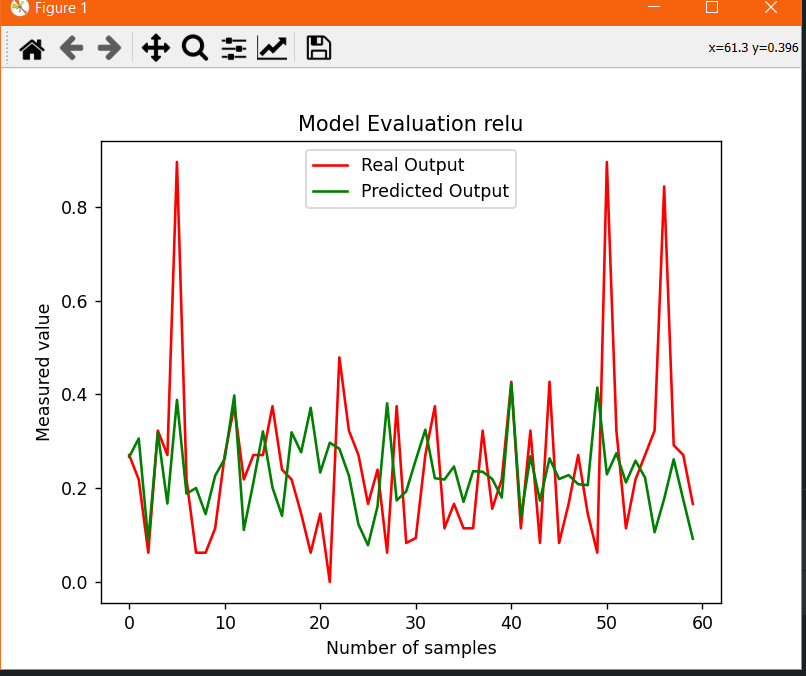 Figure 1
x=61.3 y=0.396
Model Evaluation relu
Real Output
Predicted Output
Measured value
0.8
0.6
0.4
0.2
0.0
0 10 20 30 40 50 60
Number of samples